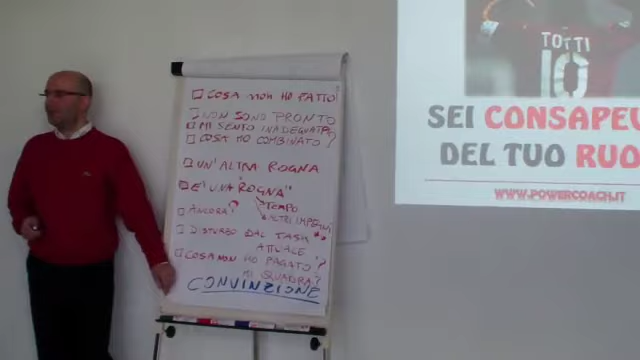 COSA NON HO FATTO
NON SONO PRONTO
MI SENTO INADEGUATO
COSA HO COMBINATO?
UN'ALTRA ROGNA
E' UNA "ROGNA"
TEMPO
ANCORA?
ALTRI IMPEGNI
DISTURBO DAL TASK
ATTUALE
COSA NON HO PAGATO?
MI SQUADRA?
CONVINZIONE
TOTTI
10
SEI CONSAPEV
DEL TUO RUO
WWW.POWERCOACH.IT